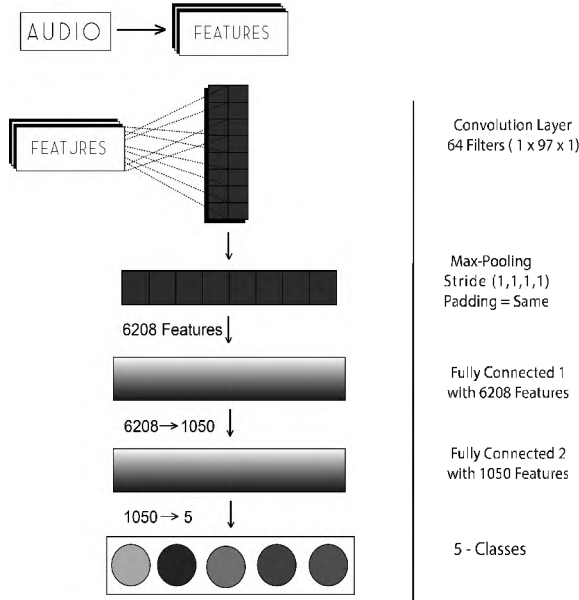 AUDIO
FEATURES
FEATJRES
Convolution Layer
64 Filters ( 1 x 97 x 1)
Max-Pooling
Stride (1,1,1,1)
Padding = Same
6208 Features
Fully Connected 1
with 6208 Features
6208→1050
Fully Connected 2
with 1050 Features
1050→ 5
5 - Classes